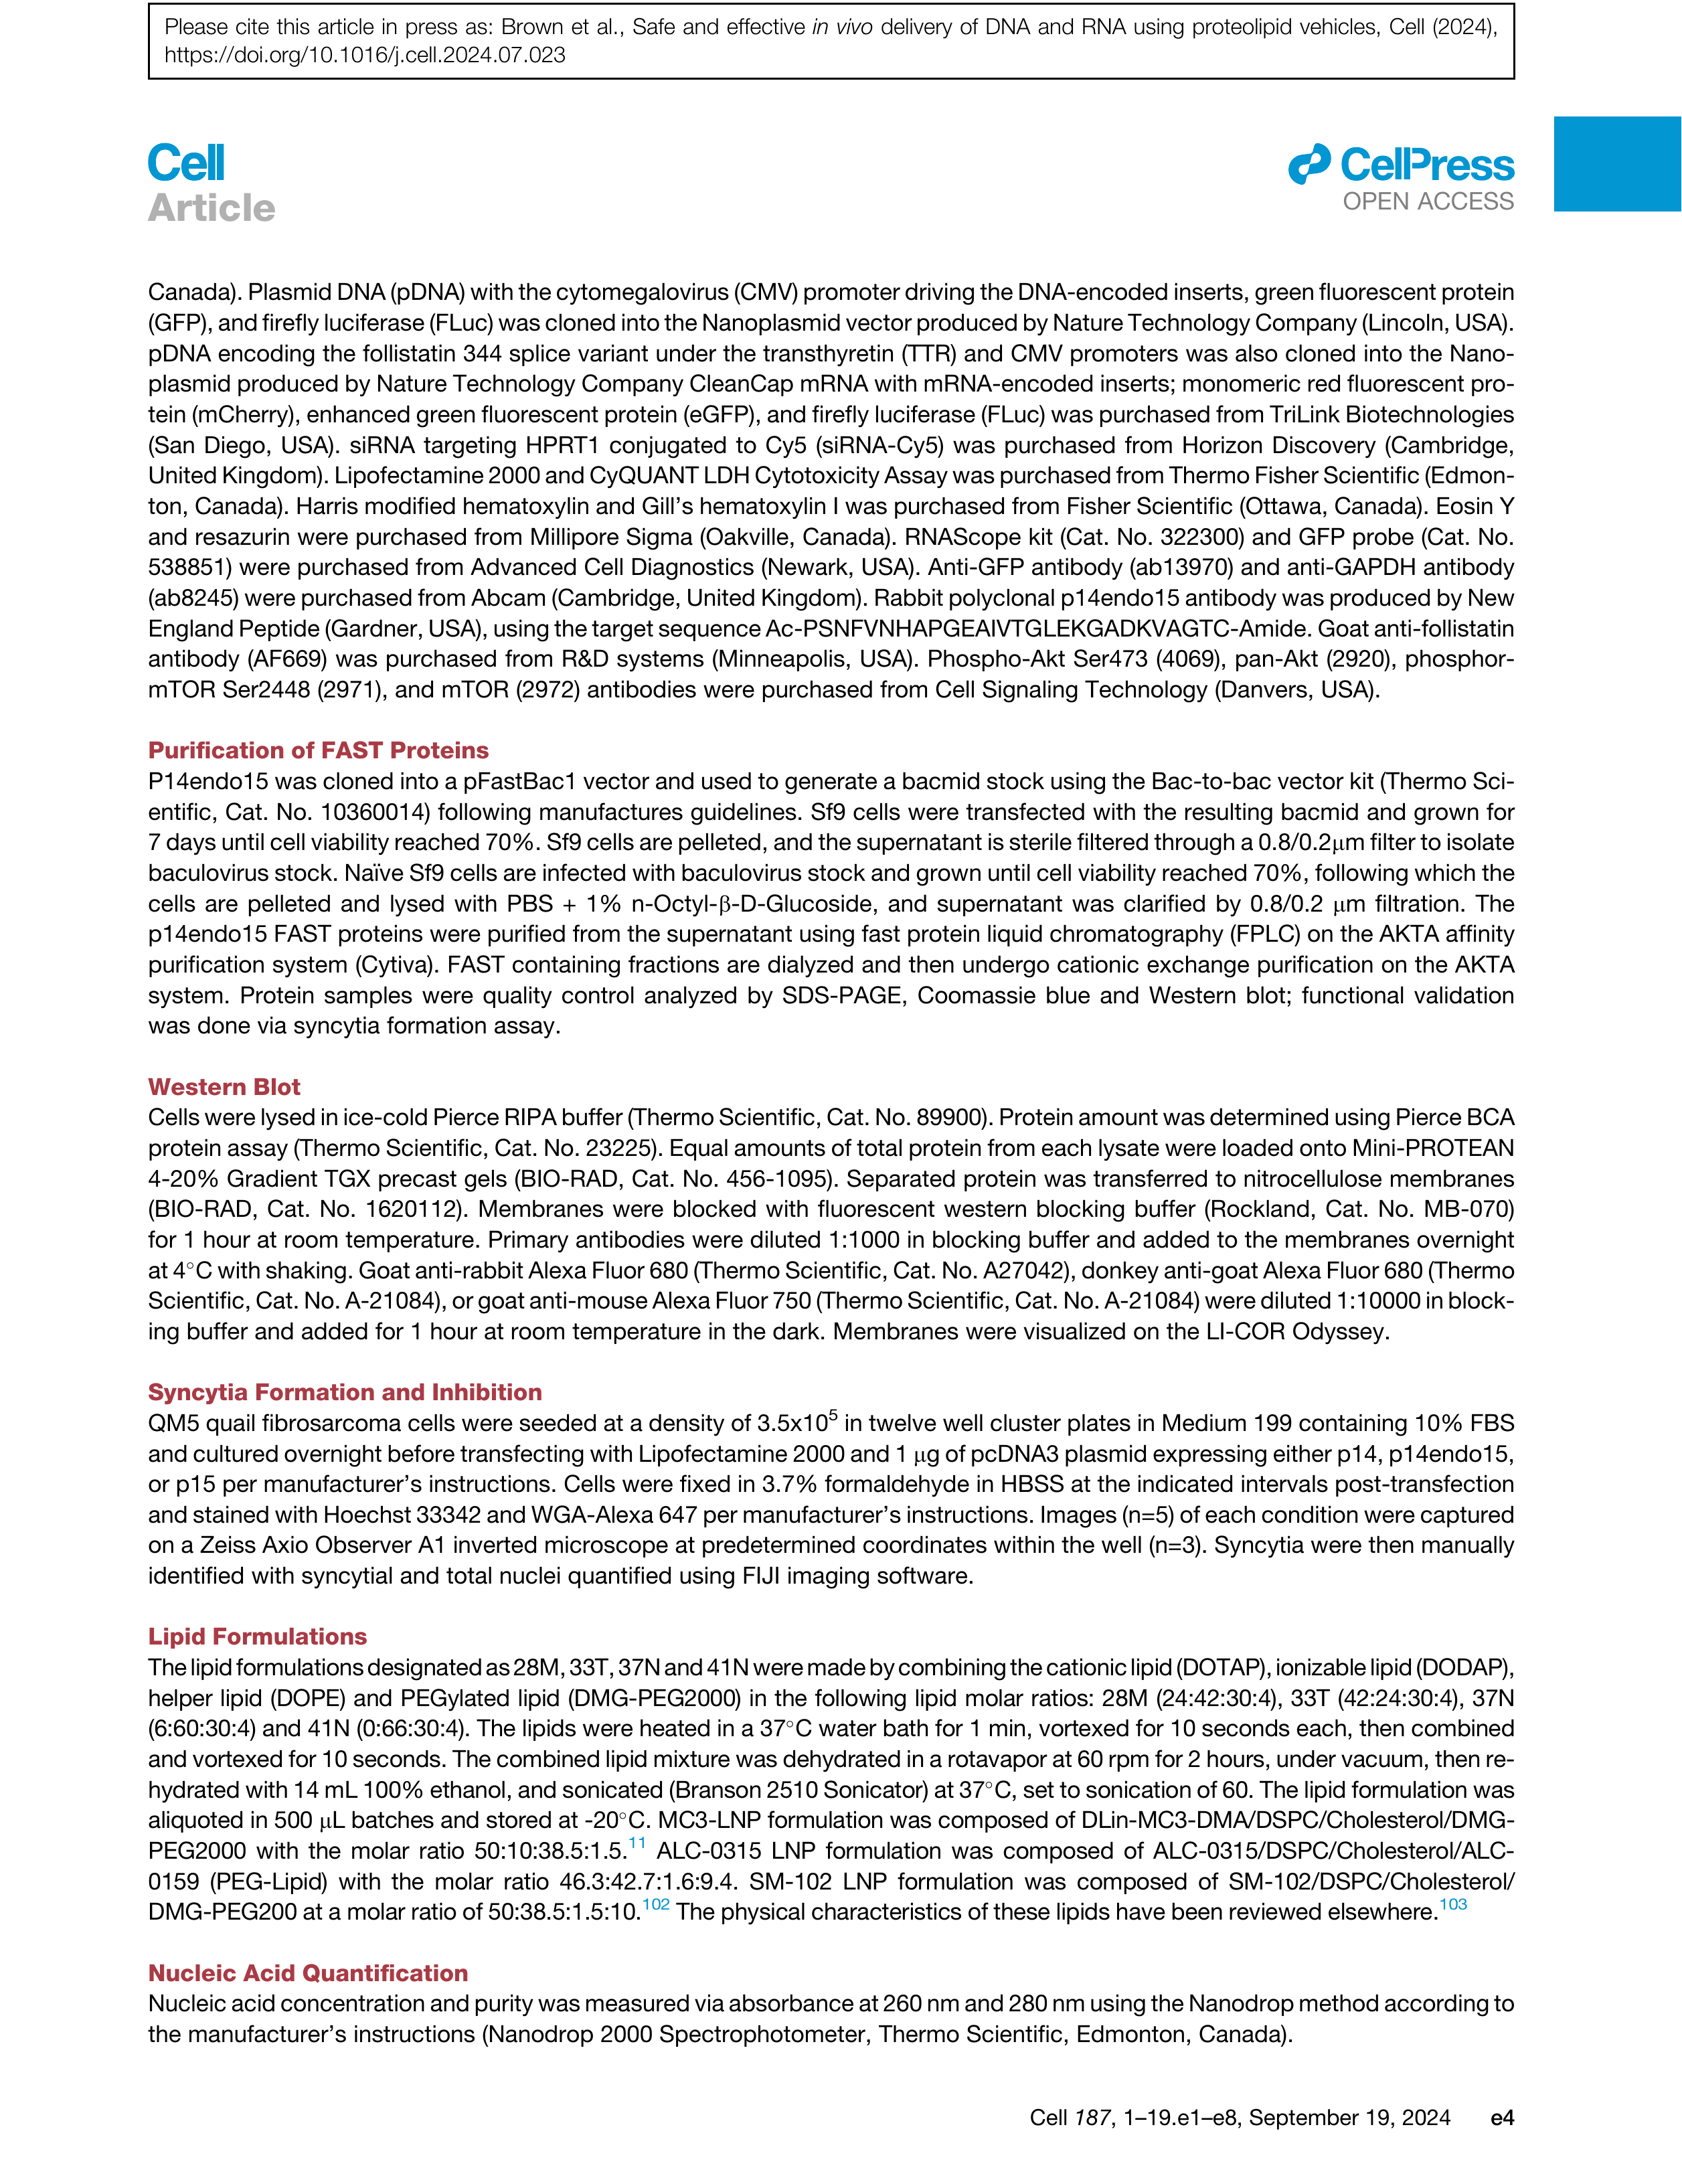 Please cite this article in press as: Brown et al., Safe and effective in vivo delivery of DNA and RNA using proteolipid vehicles, Cell (2024),
https://doi.org/10.1016/j.cell.2024.07.023
Cell
Article
CellPress
OPEN ACCESS
Canada). Plasmid DNA (pDNA) with the cytomegalovirus (CMV) promoter driving the DNA-encoded inserts, green fluorescent protein
(GFP), and firefly luciferase (FLuc) was cloned into the Nanoplasmid vector produced by Nature Technology Company (Lincoln, USA).
pDNA encoding the follistatin 344 splice variant under the transthyretin (TTR) and CMV promoters was also cloned into the Nano-
plasmid produced by Nature Technology Company CleanCap mRNA with mRNA-encoded inserts; monomeric red fluorescent pro-
tein (mCherry), enhanced green fluorescent protein (eGFP), and firefly luciferase (FLuc) was purchased from TriLink Biotechnologies
(San Diego, USA). siRNA targeting HPRT1 conjugated to Cy5 (siRNA-Cy5) was purchased from Horizon Discovery (Cambridge,
United Kingdom). Lipofectamine 2000 and CyQUANT LDH Cytotoxicity Assay was purchased from Thermo Fisher Scientific (Edmon-
ton, Canada). Harris modified hematoxylin and Gill's hematoxylin I was purchased from Fisher Scientific (Ottawa, Canada). Eosin Y
and resazurin were purchased from Millipore Sigma (Oakville, Canada). RNAScope kit (Cat. No. 322300) and GFP probe (Cat. No.
538851) were purchased from Advanced Cell Diagnostics (Newark, USA). Anti-GFP antibody (ab13970) and anti-GAPDH antibody
(ab8245) were purchased from Abcam (Cambridge, United Kingdom). Rabbit polyclonal p14endo15 antibody was produced by New
England Peptide (Gardner, USA), using the target sequence Ac-PSNFVNHAPGEAIVTGLEKGADKVAGTC-Amide. Goat anti-follistatin
antibody (AF669) was purchased from R&D systems (Minneapolis, USA). Phospho-Akt Ser473 (4069), pan-Akt (2920), phosphor-
mTOR Ser2448 (2971), and mTOR (2972) antibodies were purchased from Cell Signaling Technology (Danvers, USA).
Purification of FAST Proteins
P14endo15 was cloned into a pFastBac1 vector and used to generate a bacmid stock using the Bac-to-bac vector kit (Thermo Sci-
entific, Cat. No. 10360014) following manufactures guidelines. Sf9 cells were transfected with the resulting bacmid and grown for
7 days until cell viability reached 70%. Sf9 cells are pelleted, and the supernatant is sterile filtered through a 0.8/0.2μm filter to isolate
baculovirus stock. Naïve Sf9 cells are infected with baculovirus stock and grown until cell viability reached 70%, following which the
cells are pelleted and lysed with PBS + 1% n-Octyl-β-D-Glucoside, and supernatant was clarified by 0.8/0.2 μm filtration. The
p14endo15 FAST proteins were purified from the supernatant using fast protein liquid chromatography (FPLC) on the AKTA affinity
purification system (Cytiva). FAST containing fractions are dialyzed and then undergo cationic exchange purification on the AKTA
system. Protein samples were quality control analyzed by SDS-PAGE, Coomassie blue and Western blot; functional validation
was done via syncytia formation assay.
Western Blot
Cells were lysed in ice-cold Pierce RIPA buffer (Thermo Scientific, Cat. No. 89900). Protein amount was determined using Pierce BCA
protein assay (Thermo Scientific, Cat. No. 23225). Equal amounts of total protein from each lysate were loaded onto Mini-PROTEAN
4-20% Gradient TGX precast gels (BIO-RAD, Cat. No. 456-1095). Separated protein was transferred to nitrocellulose membranes
(BIO-RAD, Cat. No. 1620112). Membranes were blocked with fluorescent western blocking buffer (Rockland, Cat. No. MB-070)
for 1 hour at room temperature. Primary antibodies were diluted 1:1000 in blocking buffer and added to the membranes overnight
at 4°C with shaking. Goat anti-rabbit Alexa Fluor 680 (Thermo Scientific, Cat. No. A27042), donkey anti-goat Alexa Fluor 680 (Thermo
Scientific, Cat. No. A-21084), or goat anti-mouse Alexa Fluor 750 (Thermo Scientific, Cat. No. A-21084) were diluted 1:10000 in block-
ing buffer and added for 1 hour at room temperature in the dark. Membranes were visualized on the LI-COR Odyssey.
Syncytia Formation and Inhibition
QM5 quail fibrosarcoma cells were seeded at a density of 3.5x10⁵ in twelve well cluster plates in Medium 199 containing 10% FBS
and cultured overnight before transfecting with Lipofectamine 2000 and 1 μg of pcDNA3 plasmid expressing either p14, p14endo15,
or p15 per manufacturer's instructions. Cells were fixed in 3.7% formaldehyde in HBSS at the indicated intervals post-transfection
and stained with Hoechst 33342 and WGA-Alexa 647 per manufacturer's instructions. Images (n=5) of each condition were captured
on a Zeiss Axio Observer A1 inverted microscope at predetermined coordinates within the well (n=3). Syncytia were then manually
identified with syncytial and total nuclei quantified using FIJI imaging software.
Lipid Formulations
The lipid formulations designated as 28M, 33T, 37N and 41N were made by combining the cationic lipid (DOTAP), ionizable lipid (DODAP),
helper lipid (DOPE) and PEGylated lipid (DMG-PEG2000) in the following lipid molar ratios: 28M (24:42:30:4), 33T (42:24:30:4), 37N
(6:60:30:4) and 41N (0:66:30:4). The lipids were heated in a 37°C water bath for 1 min, vortexed for 10 seconds each, then combined
and vortexed for 10 seconds. The combined lipid mixture was dehydrated in a rotavapor at 60 rpm for 2 hours, under vacuum, then re-
hydrated with 14 mL 100% ethanol, and sonicated (Branson 2510 Sonicator) at 37°C, set to sonication of 60. The lipid formulation was
aliquoted in 500 μL batches and stored at -20°C. MC3-LNP formulation was composed of DLin-MC3-DMA/DSPC/Cholesterol/DMG-
PEG2000 with the molar ratio 50:10:38.5:1.5.¹¹ ALC-0315 LNP formulation was composed of ALC-0315/DSPC/Cholesterol/ALC-
0159 (PEG-Lipid) with the molar ratio 46.3:42.7:1.6:9.4. SM-102 LNP formulation was composed of SM-102/DSPC/Cholesterol/
DMG-PEG200 at a molar ratio of 50:38.5:1.5:10.¹⁰² The physical characteristics of these lipids have been reviewed elsewhere.¹⁰³
Nucleic Acid Quantification
Nucleic acid concentration and purity was measured via absorbance at 260 nm and 280 nm using the Nanodrop method according to
the manufacturer's instructions (Nanodrop 2000 Spectrophotometer, Thermo Scientific, Edmonton, Canada).
Cell 187, 1–19.e1–e8, September 19, 2024 e4